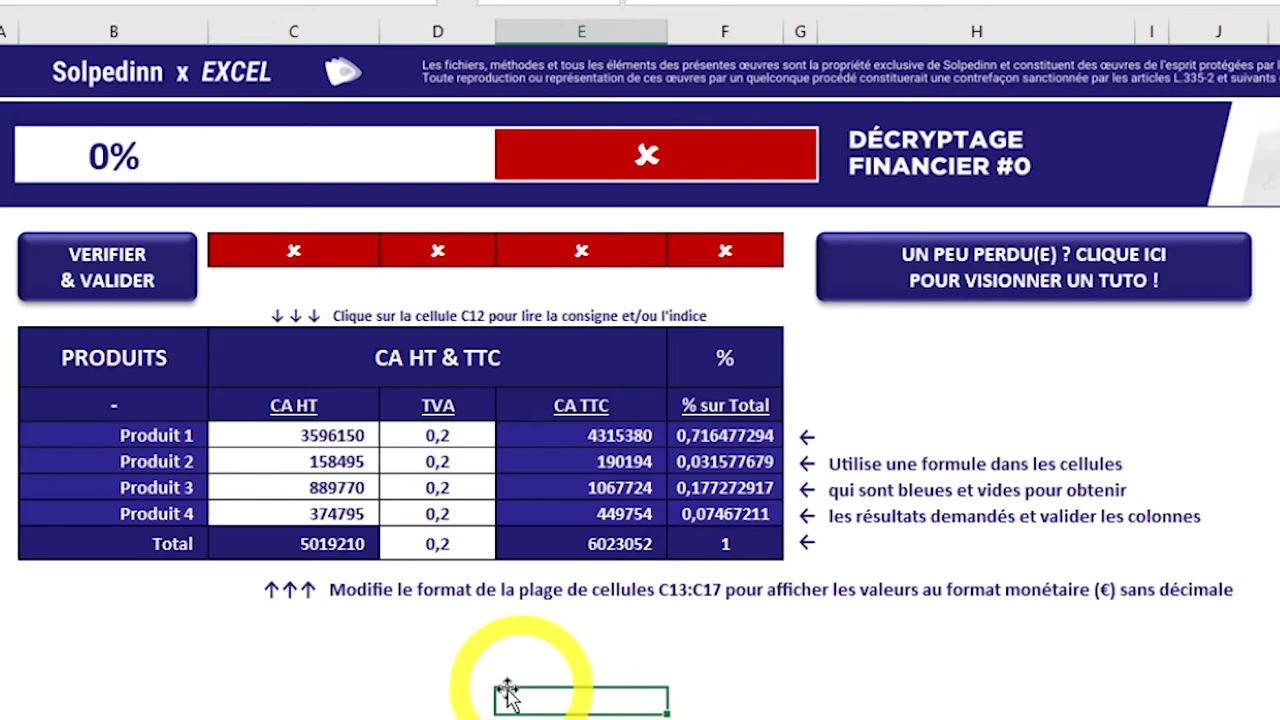 A B C D E F G H I J
Solpedinn x EXCEL
Les fichiers, méthodes et tous les éléments des présentes œuvres sont la propriété exclusive de Solpedinn et constituent des œuvres de l'esprit protégées par l
Toute reproduction ou représentation de ces œuvres par un quelconque procédé constituerait une contrefaçon sanctionnée par les articles L.335-2 et suivants
0%
DÉCRYPTAGE
FINANCIER #0
VERIFIER
& VALIDER
UN PEU PERDU(E) ? CLIQUE ICI
POUR VISIONNER UN TUTO !
↓ ↓ ↓ Clique sur la cellule C12 pour lire la consigne et/ou l'indice
PRODUITS CA HT & TTC %
- CA HT TVA CA TTC % sur Total
Produit 1 3596150 0,2 4315380 0,716477294 ←
Produit 2 158495 0,2 190194 0,031577679 ← Utilise une formule dans les cellules
Produit 3 889770 0,2 1067724 0,177272917 ← qui sont bleues et vides pour obtenir
Produit 4 374795 0,2 449754 0,07467211 ← les résultats demandés et valider les colonnes
Total 5019210 0,2 6023052 1 ←
↑↑↑ Modifie le format de la plage de cellules C13:C17 pour afficher les valeurs au format monétaire (€) sans décimale